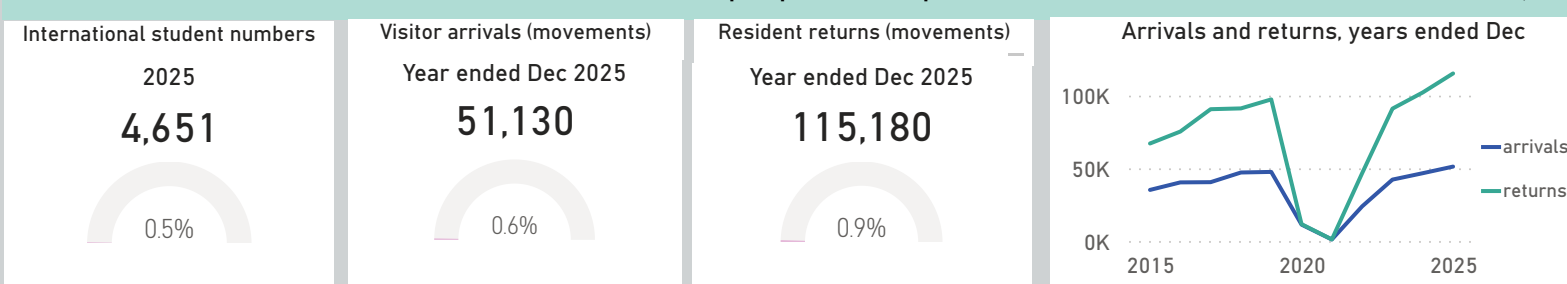 International student numbers
2025
4,651
0.5%
Visitor arrivals (movements)
Year ended Dec 2025
51,130
0.6%
Resident returns (movements)
Year ended Dec 2025
115,180
0.9%
Arrivals and returns, years ended Dec
100K
50K
0K
2015
2020
2025
arrivals
returns